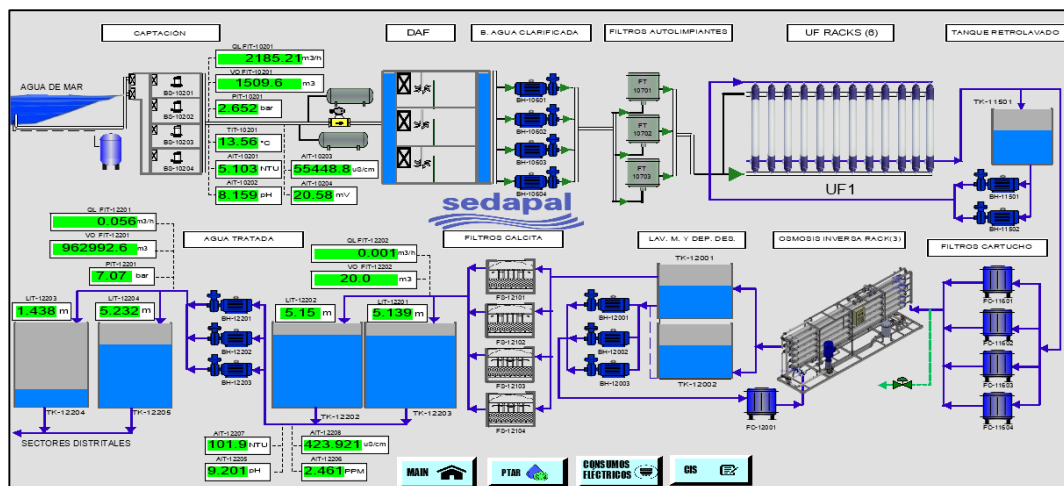 CAPTACIÓN
DAF
B. AGUA CLARIFICADA
FILTROS AUTOLIMPIANTES
UF RACKS (6)
TANQUE RETROLAVADO
QL FIT-10201
2185.21 m3/h
VO FIT-10201
1509.6 m3
PIT-10201
2.652 bar
TIT-10201
13.56 °C
AIT-10201
5.103 NTU
AIT-10203
55448.8 uS/cm
AIT-10202
8.159 pH
AIT-10204
20.58 mV
AGUA DE MAR
BS-10201
BS-10202
BS-10203
BS-10204
BH-10501
BH-10502
BH-10503
BH-10504
FT
10701
FT
10702
FT
10703
UF1
TK-11501
BH-11501
BH-11502
sedapal
QL FIT-12201
0.056 m3/h
VO FIT-12201
962992.6 m3
PIT-12201
7.07 bar
LIT-12203
1.438 m
LIT-12204
5.232 m
AGUA TRATADA
QL FIT-12202
0.001 m3/h
VO FIT-12202
20.0 m3
LIT-12202
5.15 m
LIT-12201
5.139 m
BH-12201
BH-12202
BH-12203
TK-12204
TK-12205
TK-12202
TK-12203
SECTORES DISTRITALES
FILTROS CALCITA
FD-12101
FD-12102
FD-12103
FD-12104
LAV. M. Y DEP. DES.
TK-12001
TK-12002
BH-12001
BH-12002
BH-12003
FC-12001
OSMOSIS INVERSA RACK(3)
FILTROS CARTUCHO
FC-11501
FC-11502
FC-11503
FC-11504
AIT-12207
101.9 NTU
AIT-12208
423.921 uS/cm
AIT-12205
9.201 pH
AIT-12206
2.461 PPM
MAIN
PTAR
CONSUMOS
ELÉCTRICOS
CIS